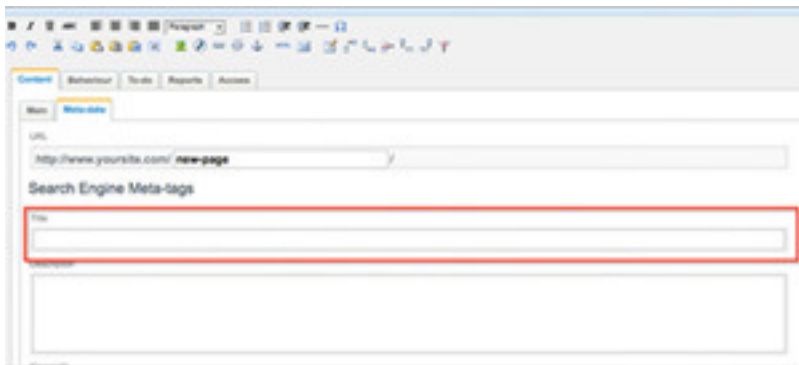 Paragraph
Content Behaviour To-do Reports Access
Main Meta-data
URL
http://www.yoursite.com/ new-page /
Search Engine Meta-tags
Title
Description